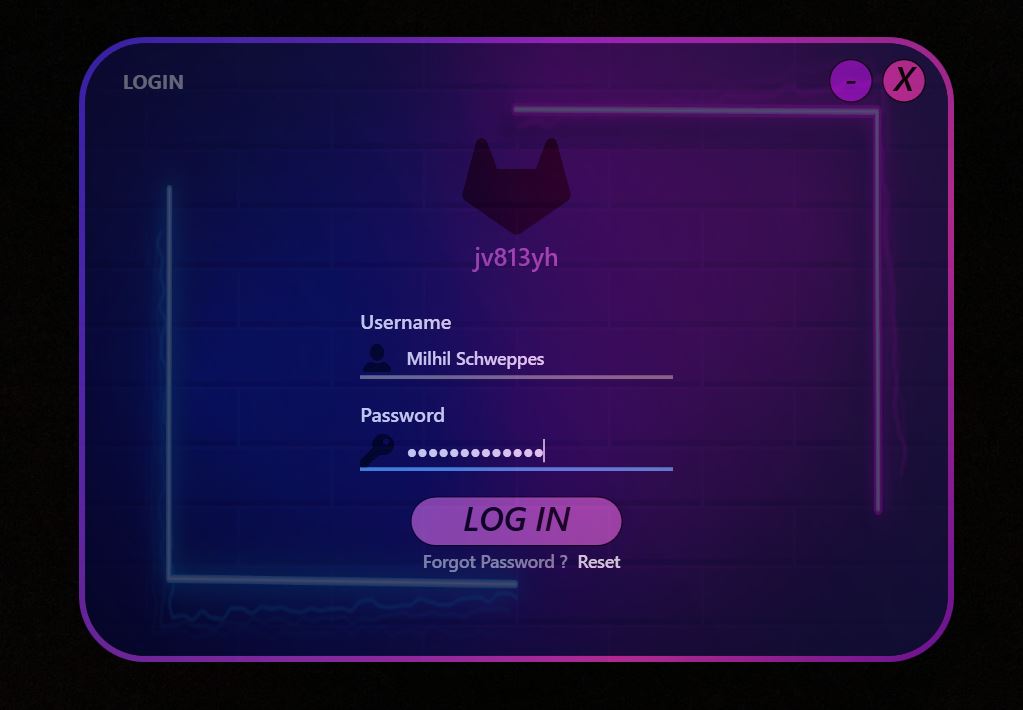 LOGIN
- X
jv813yh
Username
Milhil Schweppes
Password
•••••••••••••
LOG IN
Forgot Password ? Reset